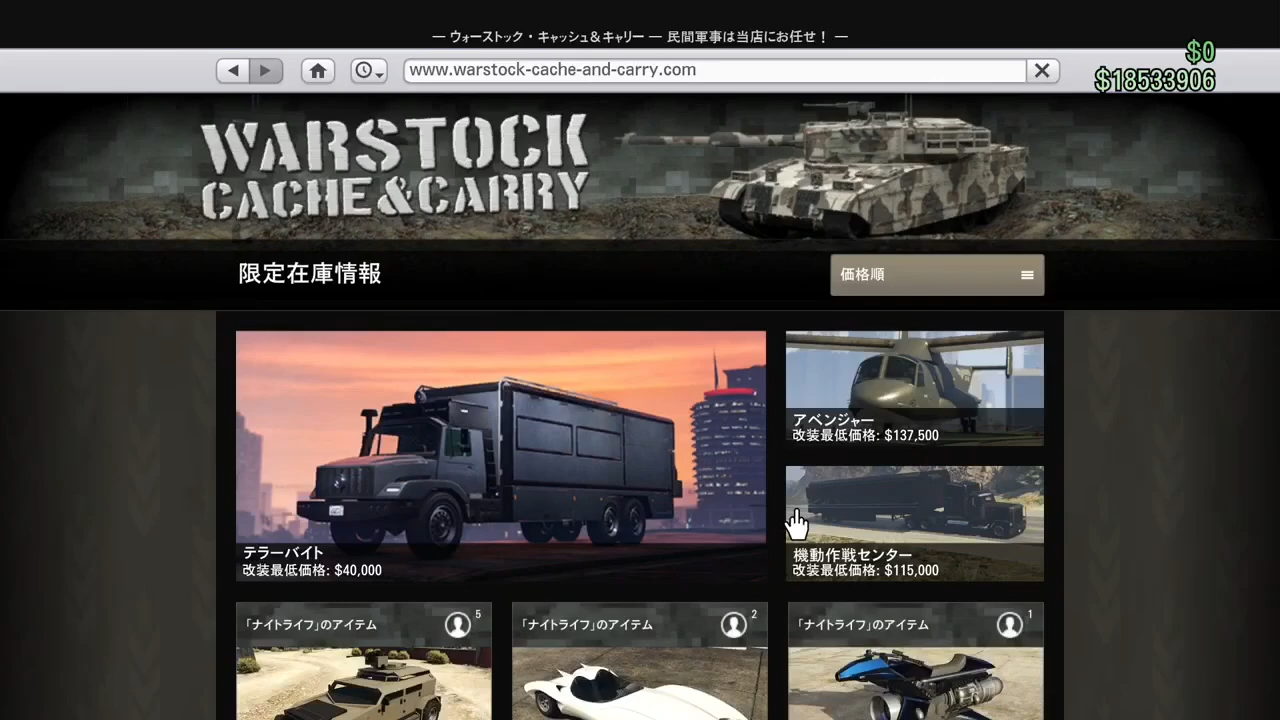 — ウォーストック・キャッシュ＆キャリー — 民間軍事は当店にお任せ！ —
$0
www.warstock-cache-and-carry.com
$18533906
WARSTOCK
CACHE&CARRY
限定在庫情報
価格順
アベンジャー
改装最低価格: $137,500
テラーバイト
改装最低価格: $40,000
機動作戦センター
改装最低価格: $115,000
「ナイトライフ」のアイテム 5
「ナイトライフ」のアイテム 2
「ナイトライフ」のアイテム 1